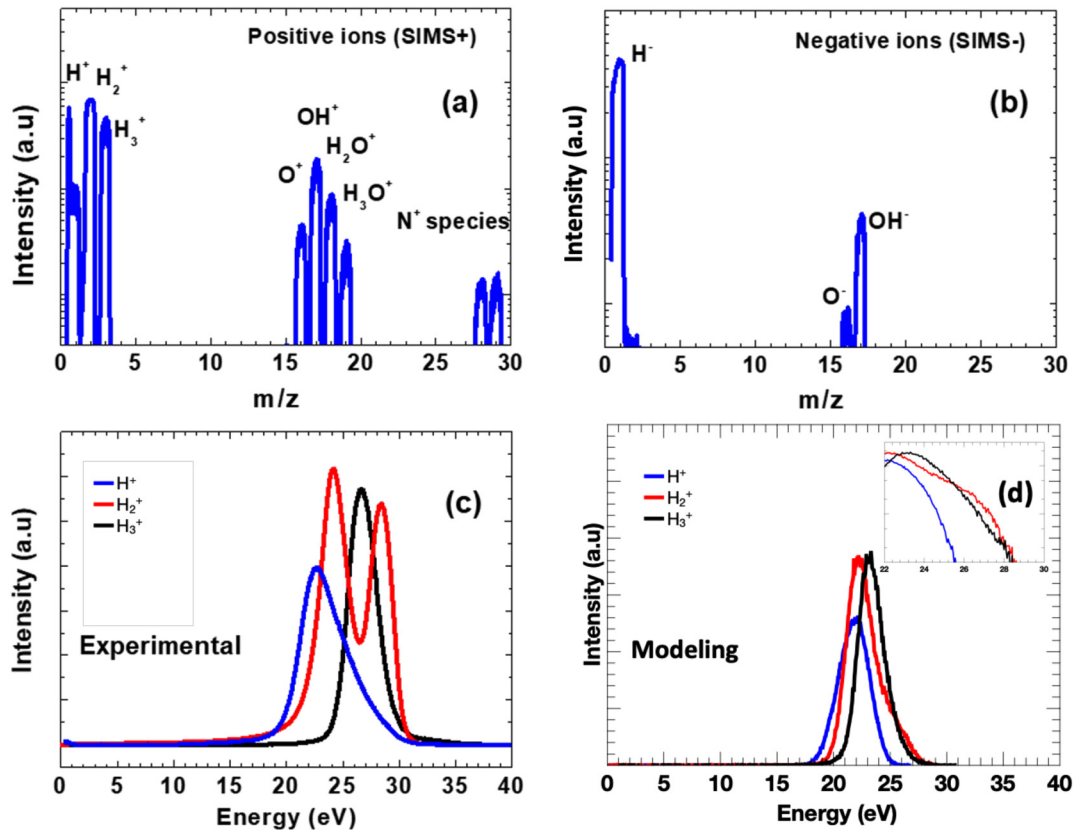 Positive ions (SIMS+)
(a)
H⁺
H₂⁺
H₃⁺
O⁺
OH⁺
H₂O⁺
H₃O⁺
N⁺ species
Intensity (a.u)
0 5 10 15 20 25 30
m/z
Negative ions (SIMS-)
(b)
H⁻
O⁻
OH⁻
Intensity (a.u)
0 5 10 15 20 25 30
m/z
H⁺
H₂⁺
H₃⁺
(c)
Experimental
Intensity (a.u)
0 5 10 15 20 25 30 35 40
Energy (eV)
H⁺
H₂⁺
H₃⁺
(d)
22 24 26 28 30
Modeling
Intensity (a.u)
0 5 10 15 20 25 30 35 40
Energy (eV)